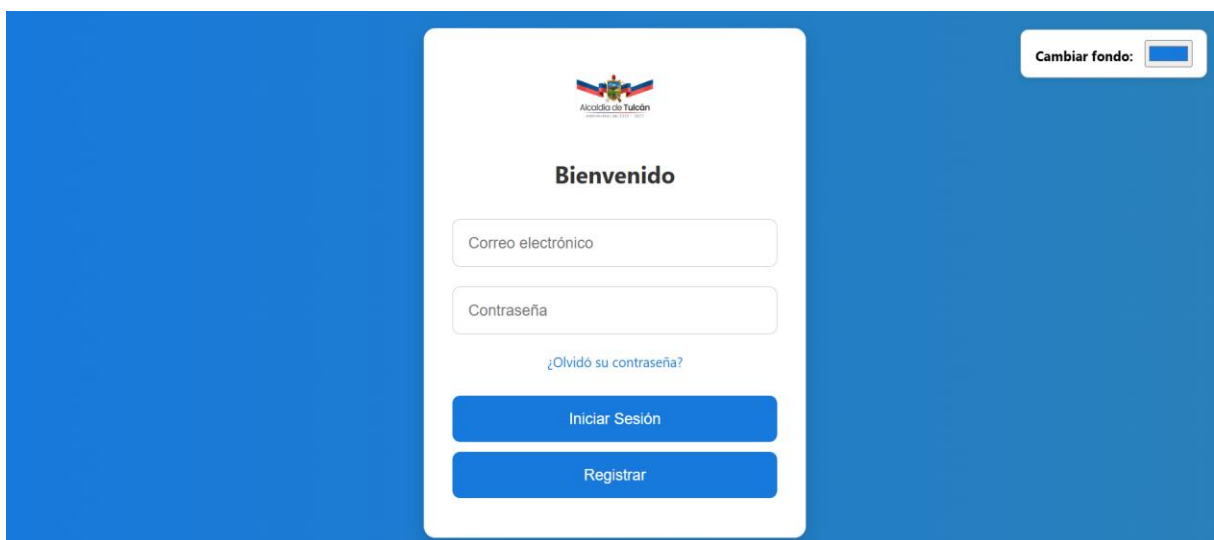 Cambiar fondo:
Alcaldía de Tulcán
Bienvenido
Correo electrónico
Contraseña
¿Olvidó su contraseña?
Iniciar Sesión
Registrar